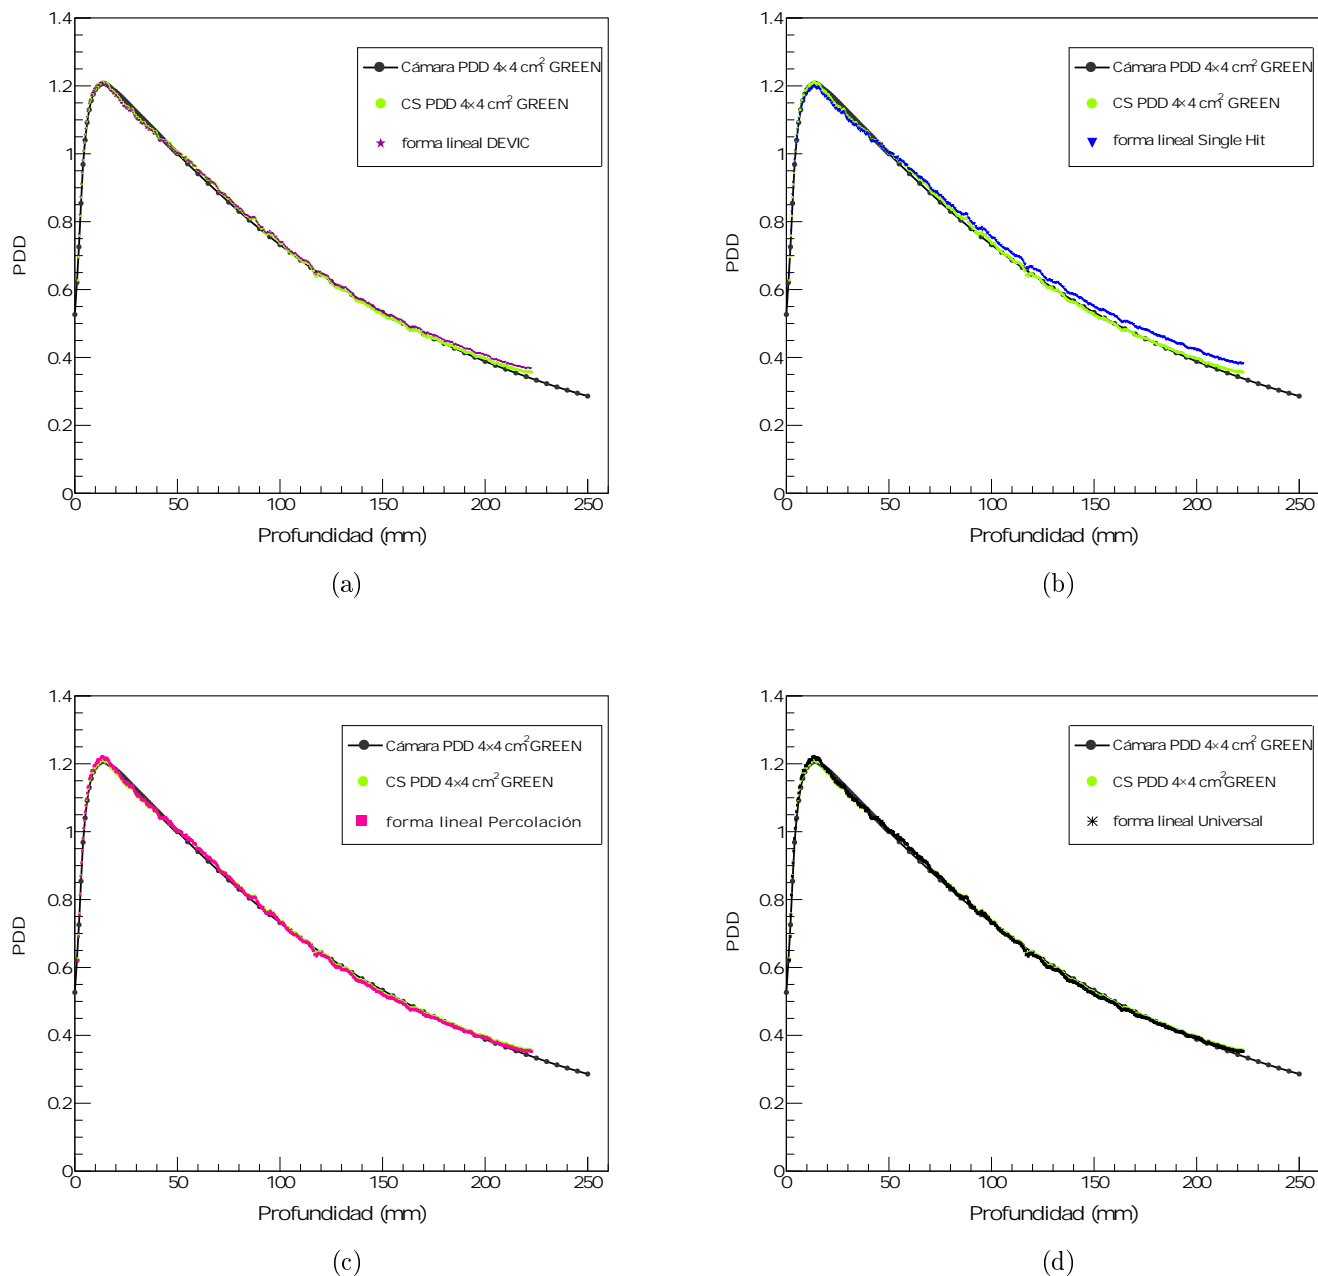 1.4
1.2
1
0.8
0.6
0.4
0.2
0
PDD
Cámara PDD 4×4 cm² GREEN
CS PDD 4×4 cm² GREEN
forma lineal DEVIC
0 50 100 150 200 250
Profundidad (mm)
(a)
1.4
1.2
1
0.8
0.6
0.4
0.2
0
PDD
Cámara PDD 4×4 cm² GREEN
CS PDD 4×4 cm² GREEN
forma lineal Single Hit
0 50 100 150 200 250
Profundidad (mm)
(b)
1.4
1.2
1
0.8
0.6
0.4
0.2
0
PDD
Cámara PDD 4×4 cm² GREEN
CS PDD 4×4 cm² GREEN
forma lineal Percolación
0 50 100 150 200 250
Profundidad (mm)
(c)
1.4
1.2
1
0.8
0.6
0.4
0.2
0
PDD
Cámara PDD 4×4 cm² GREEN
CS PDD 4×4 cm² GREEN
forma lineal Universal
0 50 100 150 200 250
Profundidad (mm)
(d)